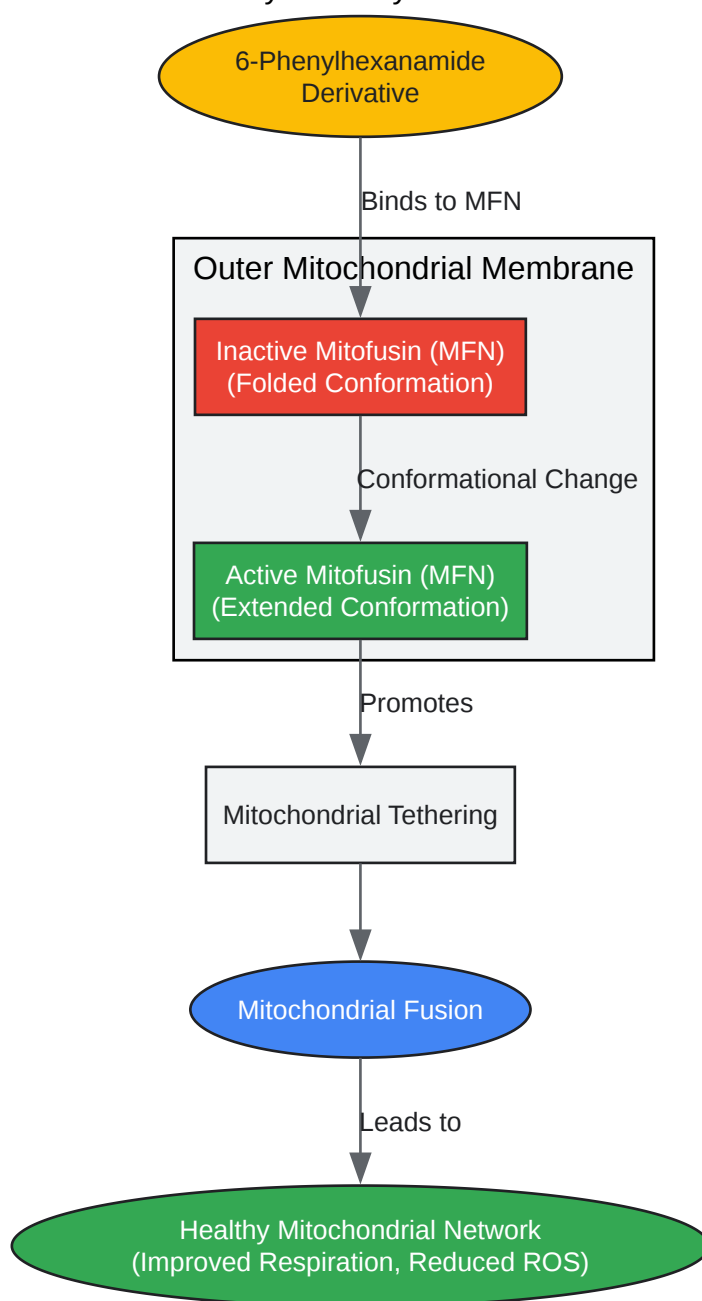 6-Phenylhexanamide
Derivative
Binds to MFN
Outer Mitochondrial Membrane
Inactive Mitofusin (MFN)
(Folded Conformation)
Conformational Change
Active Mitofusin (MFN)
(Extended Conformation)
Promotes
Mitochondrial Tethering
Mitochondrial Fusion
Leads to
Healthy Mitochondrial Network
(Improved Respiration, Reduced ROS)